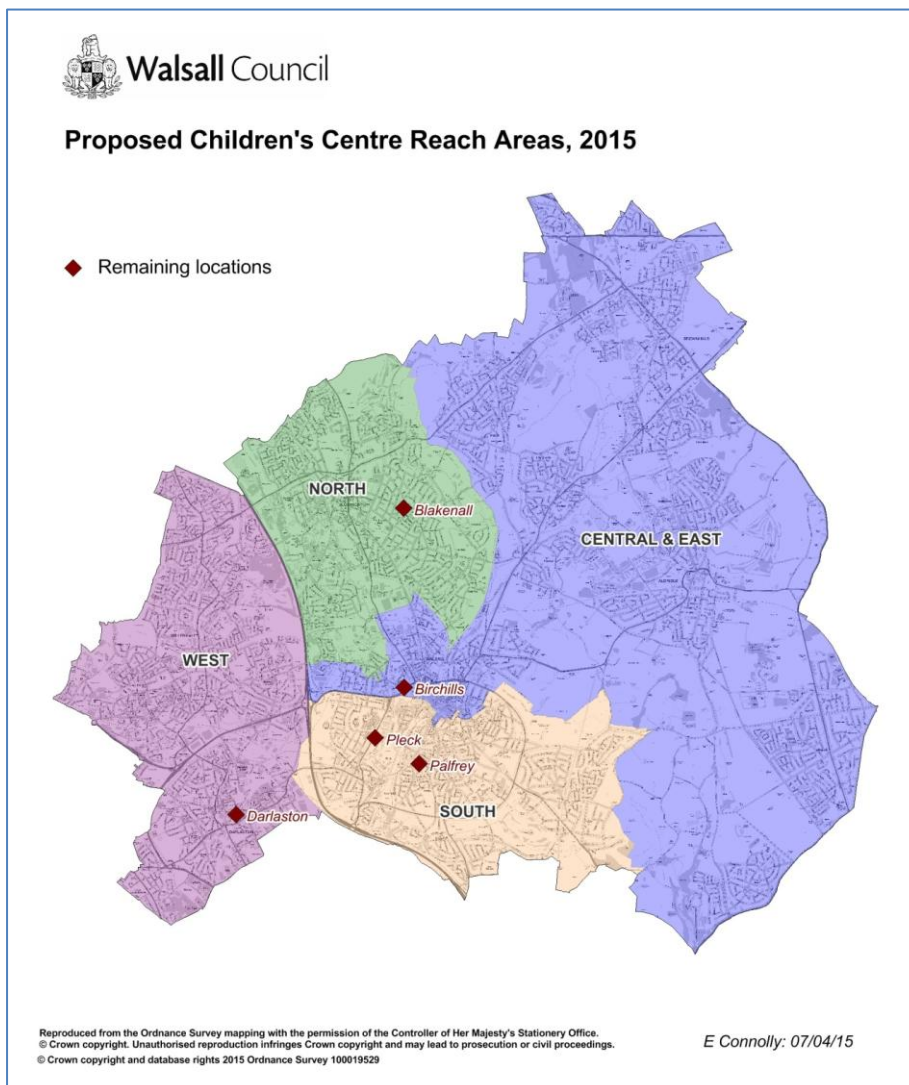 Walsall Council
Proposed Children's Centre Reach Areas, 2015
Remaining locations
NORTH
Blakenall
CENTRAL & EAST
WEST
Birchills
Pleck
Palfrey
Darlaston
SOUTH
Reproduced from the Ordnance Survey mapping with the permission of the Controller of Her Majesty's Stationery Office.
© Crown copyright. Unauthorised reproduction infringes Crown copyright and may lead to prosecution or civil proceedings.
© Crown copyright and database rights 2015 Ordnance Survey 100019529
E Connolly: 07/04/15